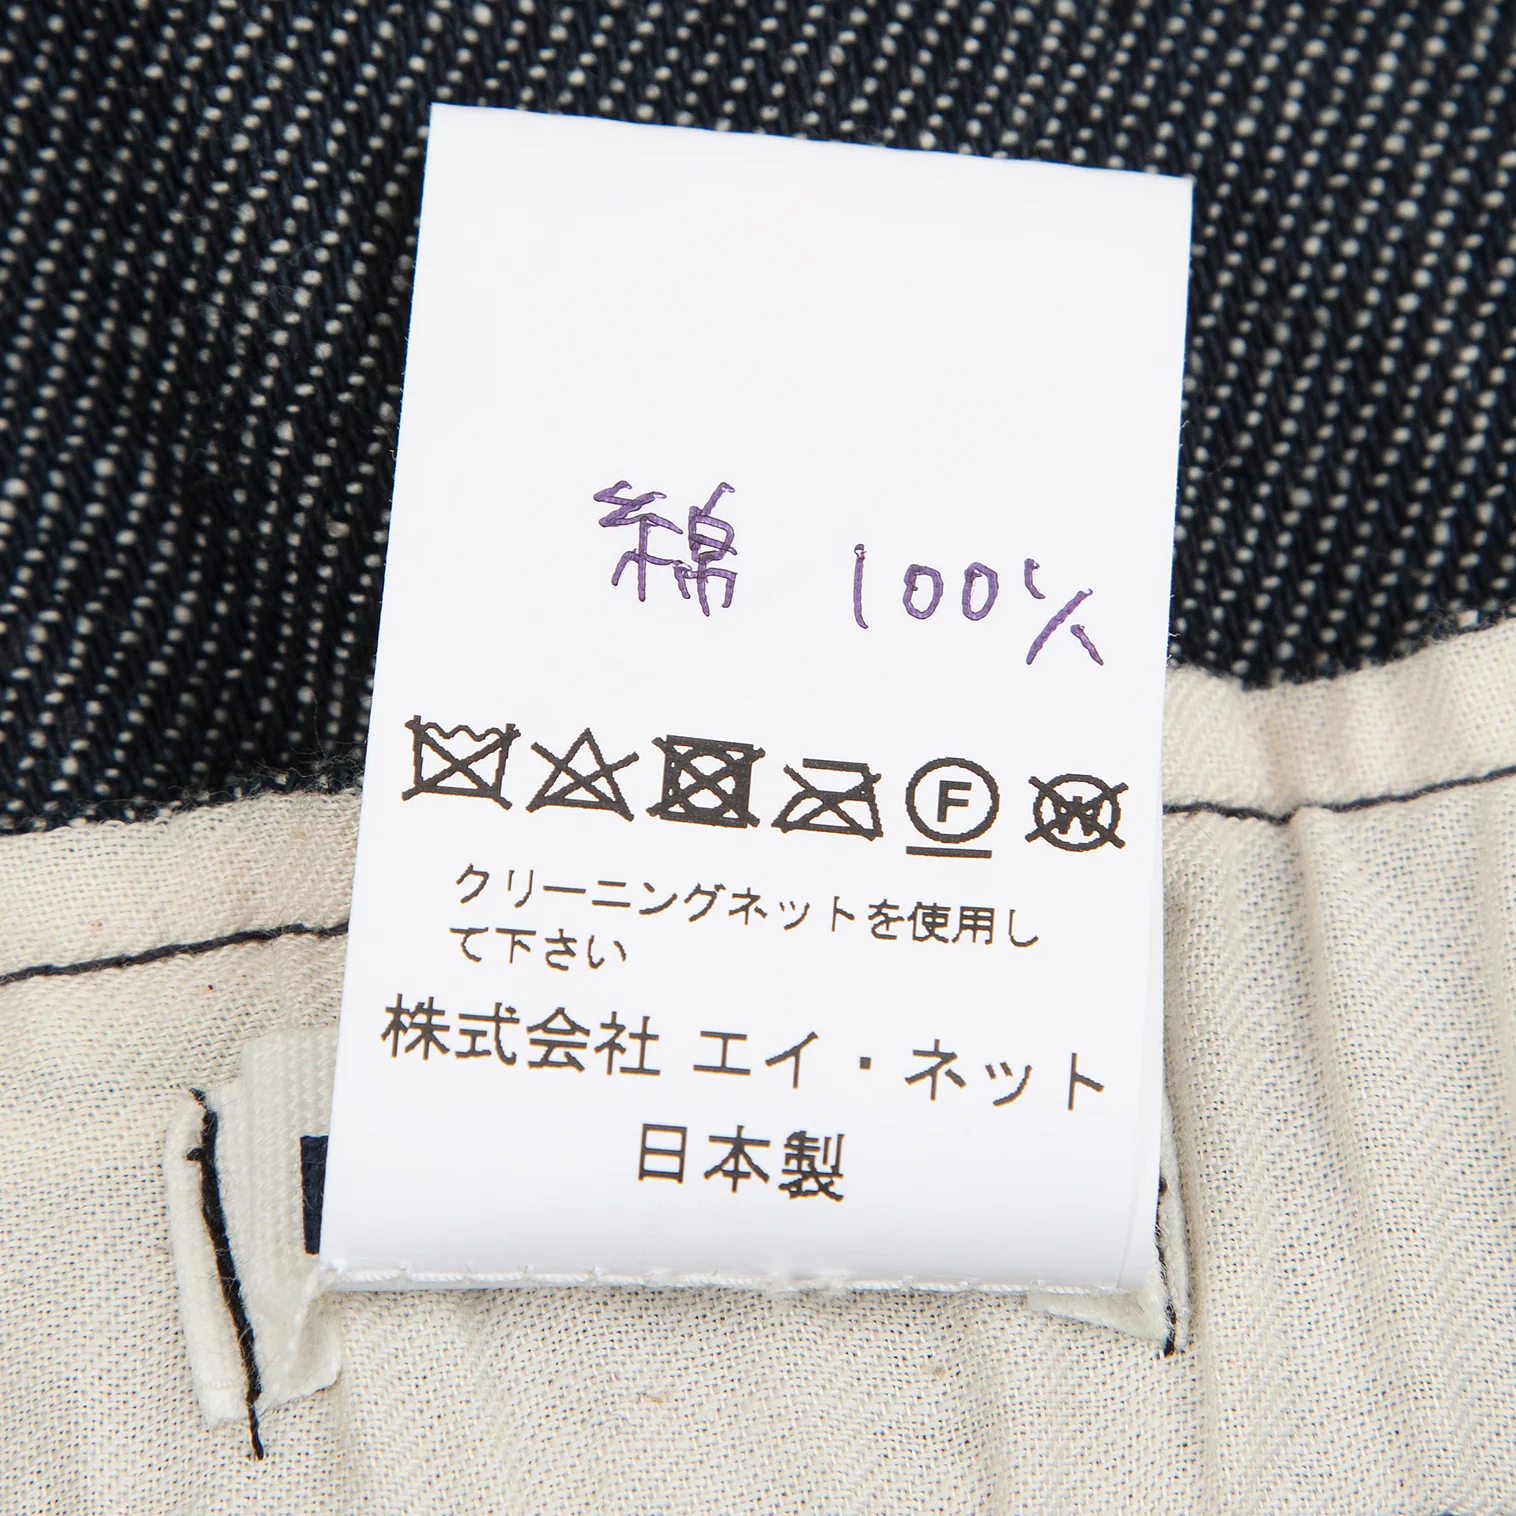 綿 100%
F W
クリーニングネットを使用し
て下さい
株式会社 エイ・ネット
日本製